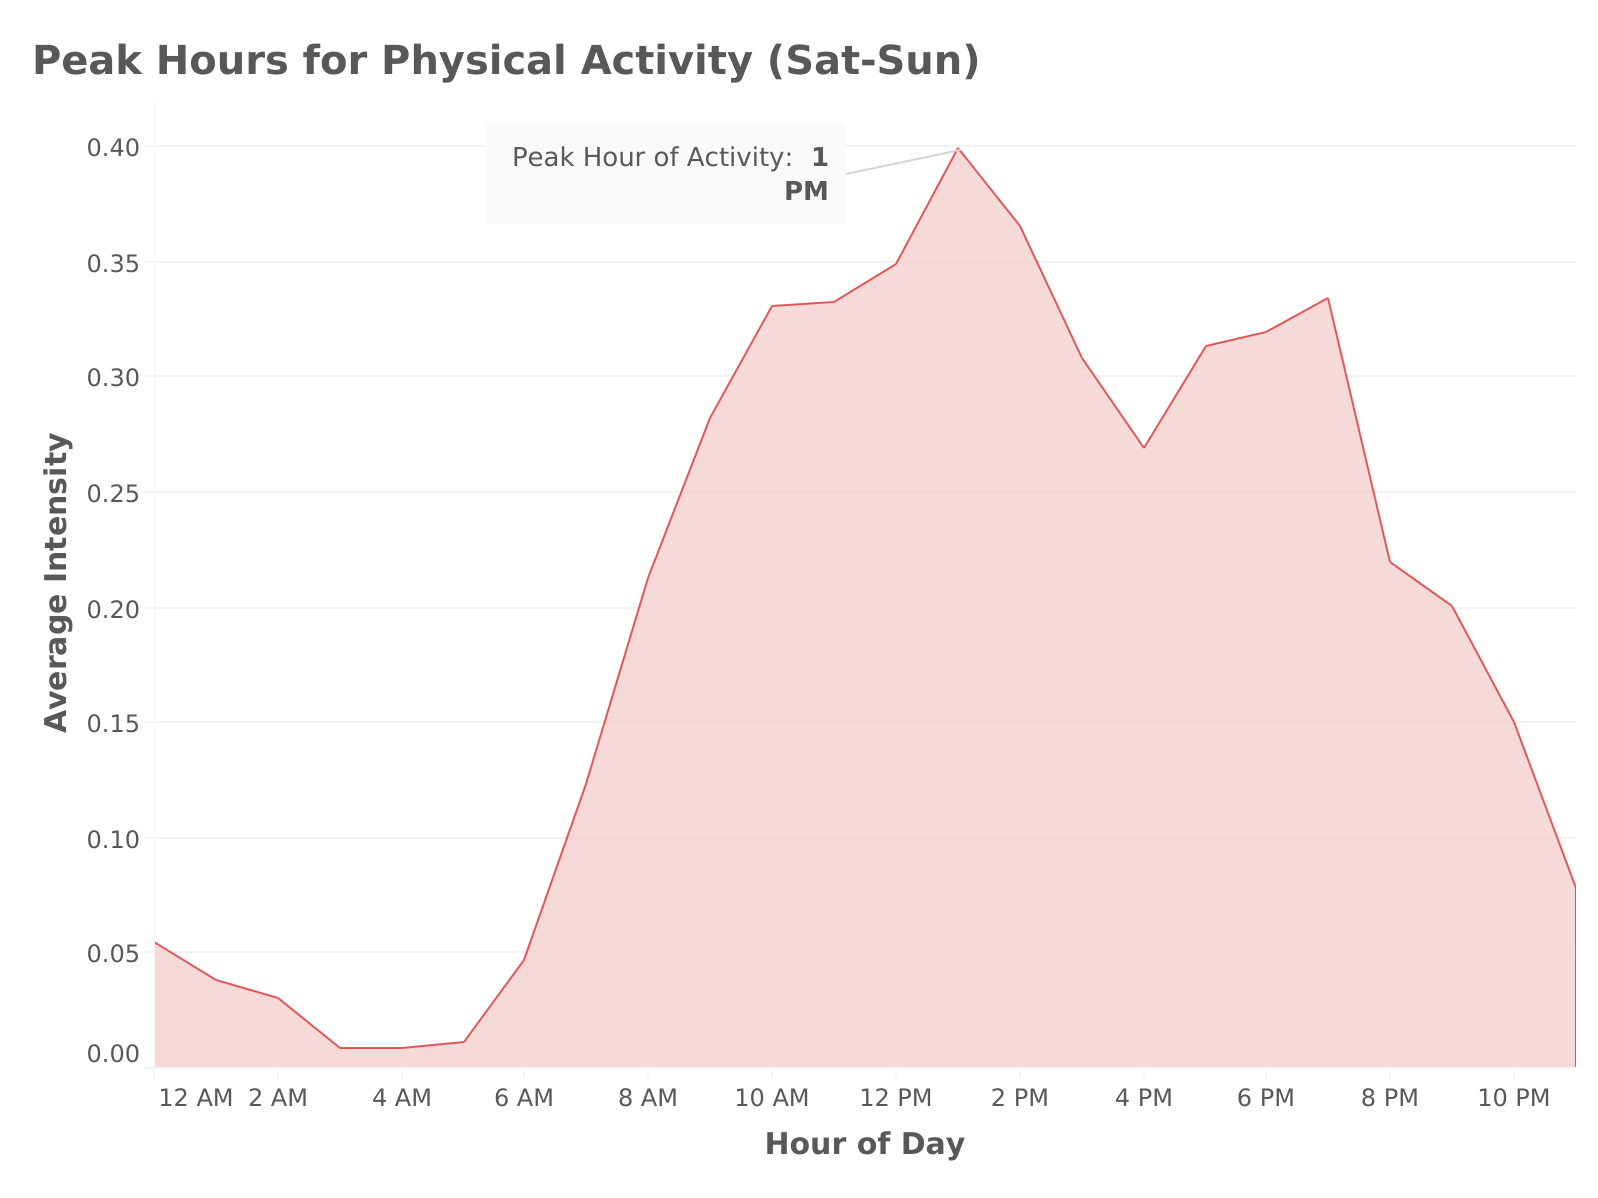 Peak Hours for Physical Activity (Sat-Sun)
Peak Hour of Activity: 1
PM
0.40
0.35
0.30
0.25
0.20
0.15
0.10
0.05
0.00
Average Intensity
12 AM 2 AM 4 AM 6 AM 8 AM 10 AM 12 PM 2 PM 4 PM 6 PM 8 PM 10 PM
Hour of Day